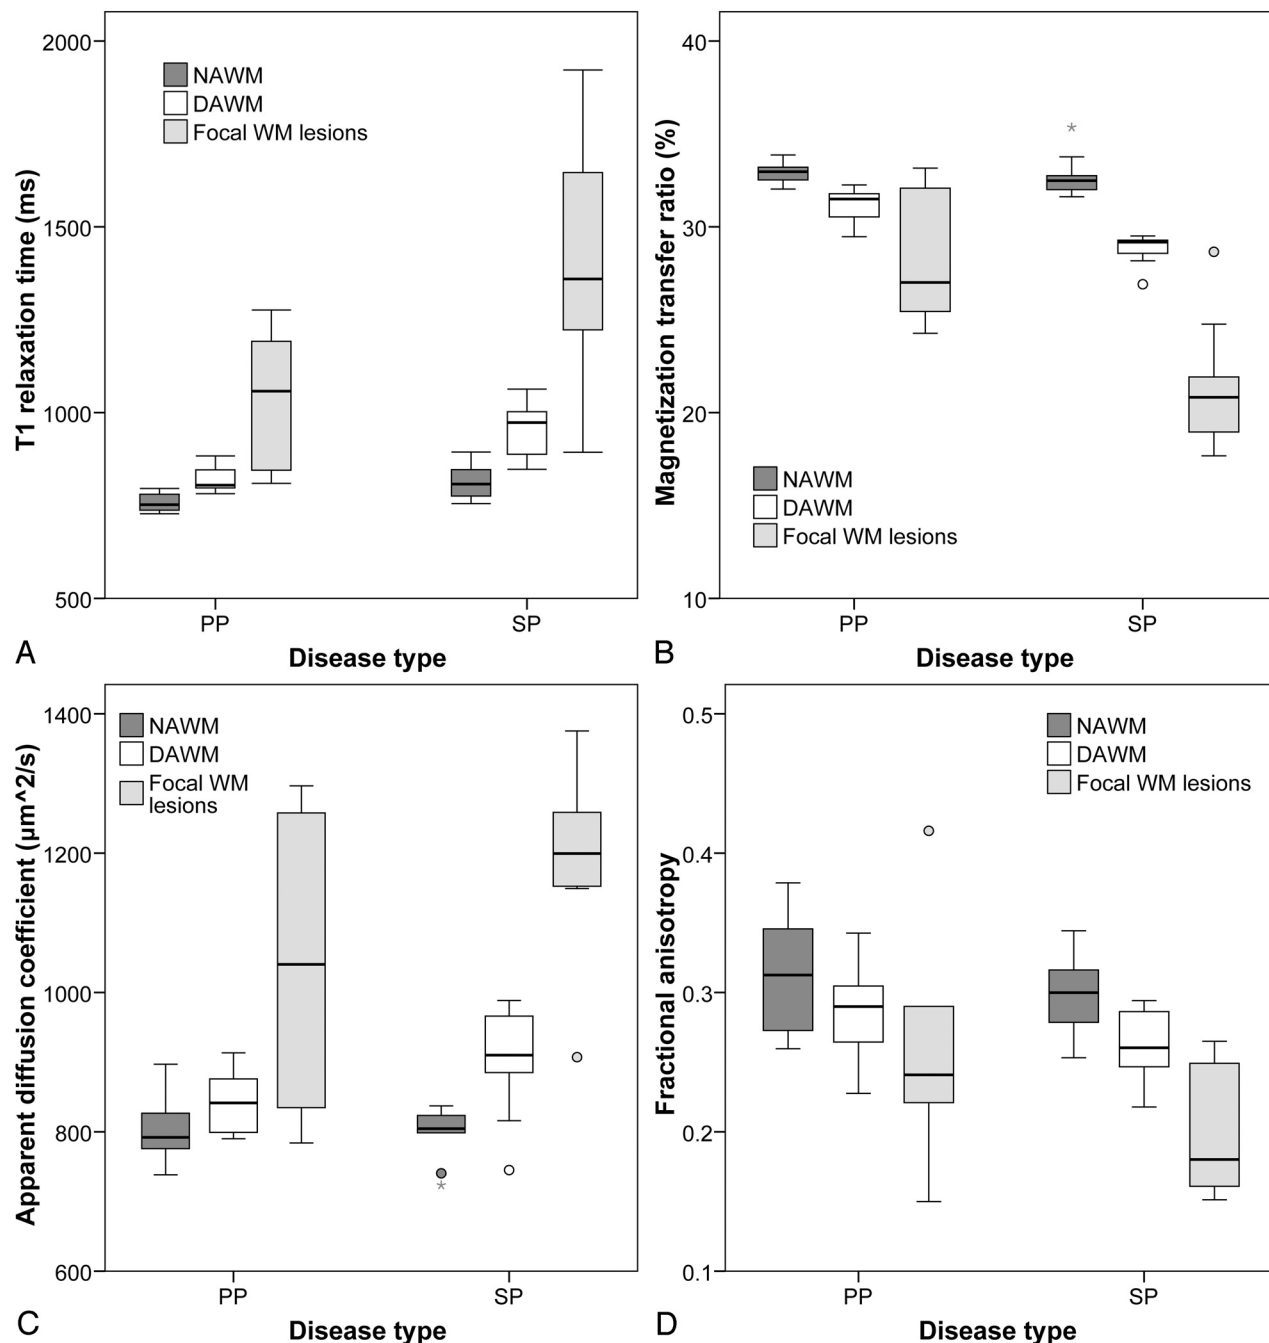 2000
1500
1000
500
T1 relaxation time (ms)
NAWM
DAWM
Focal WM lesions
PP
SP
A
Disease type
40
30
20
10
Magnetization transfer ratio (%)
*
NAWM
DAWM
Focal WM lesions
PP
SP
B
Disease type
1400
1200
1000
800
600
Apparent diffusion coefficient (µm^2/s)
NAWM
DAWM
Focal WM
lesions
*
PP
SP
C
Disease type
0.5
0.4
0.3
0.2
0.1
Fractional anisotropy
NAWM
DAWM
Focal WM lesions
PP
SP
D
Disease type